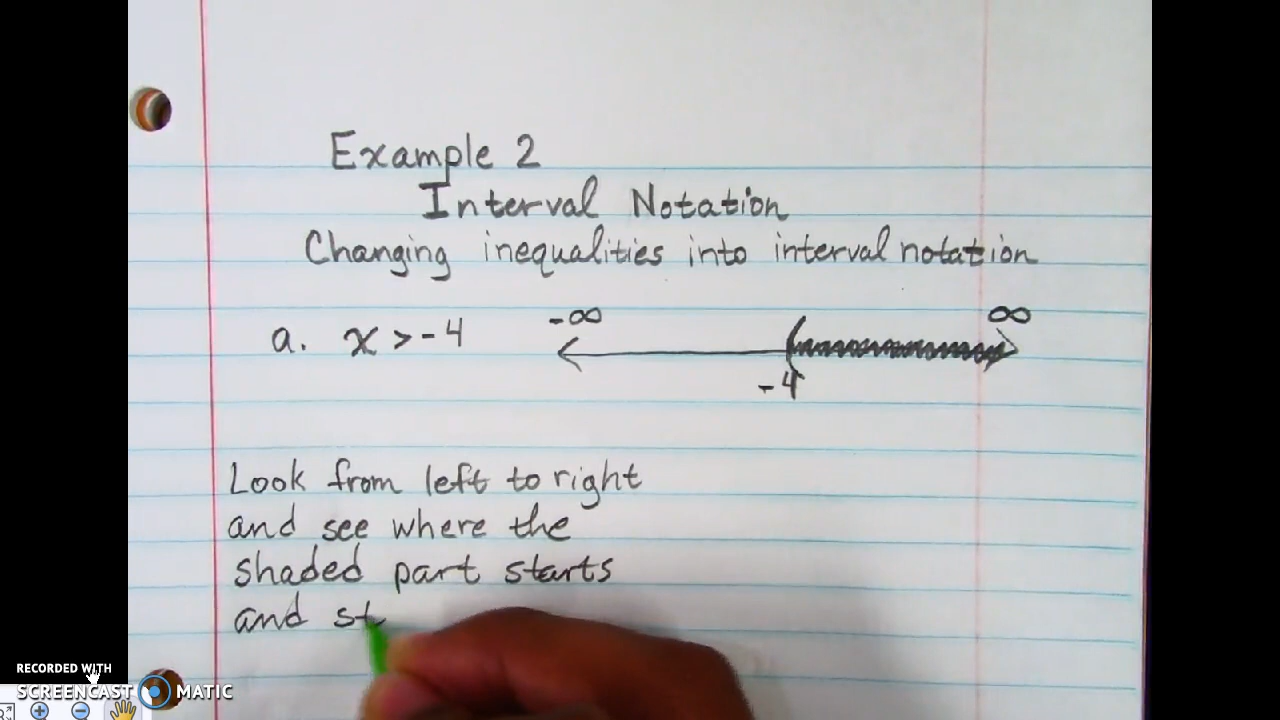 Example 2
Interval Notation
Changing inequalities into interval notation
a. x > -4
-∞ ∞
-4
Look from left to right
and see where the
shaded part starts
and st
RECORDED WITH
SCREENCAST MATIC